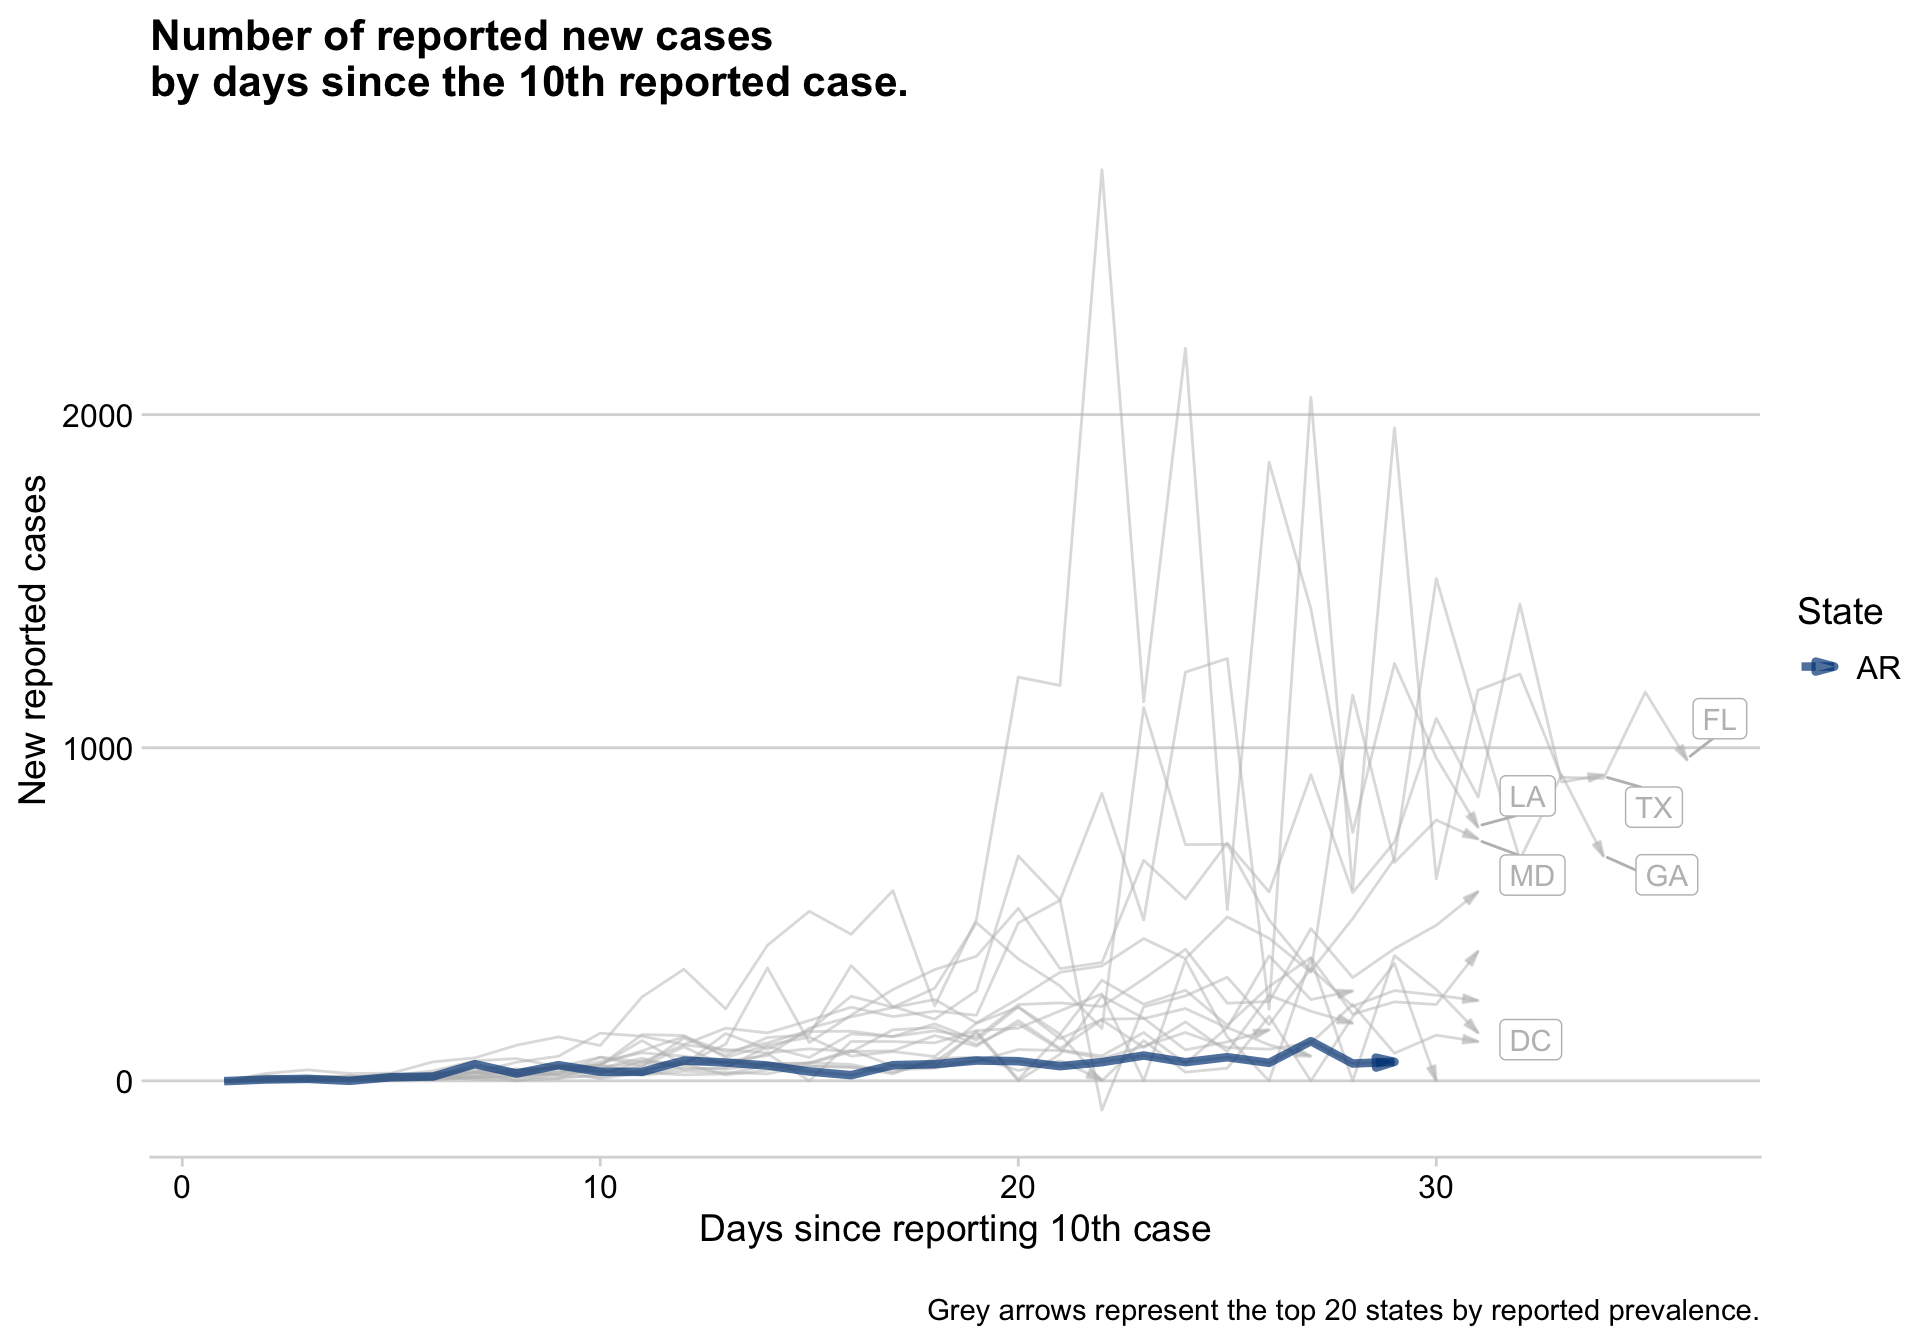 Number of reported new cases
by days since the 10th reported case.
New reported cases
2000
1000
0
0
10
20
30
Days since reporting 10th case
FL
LA
TX
MD
GA
DC
State
AR
Grey arrows represent the top 20 states by reported prevalence.